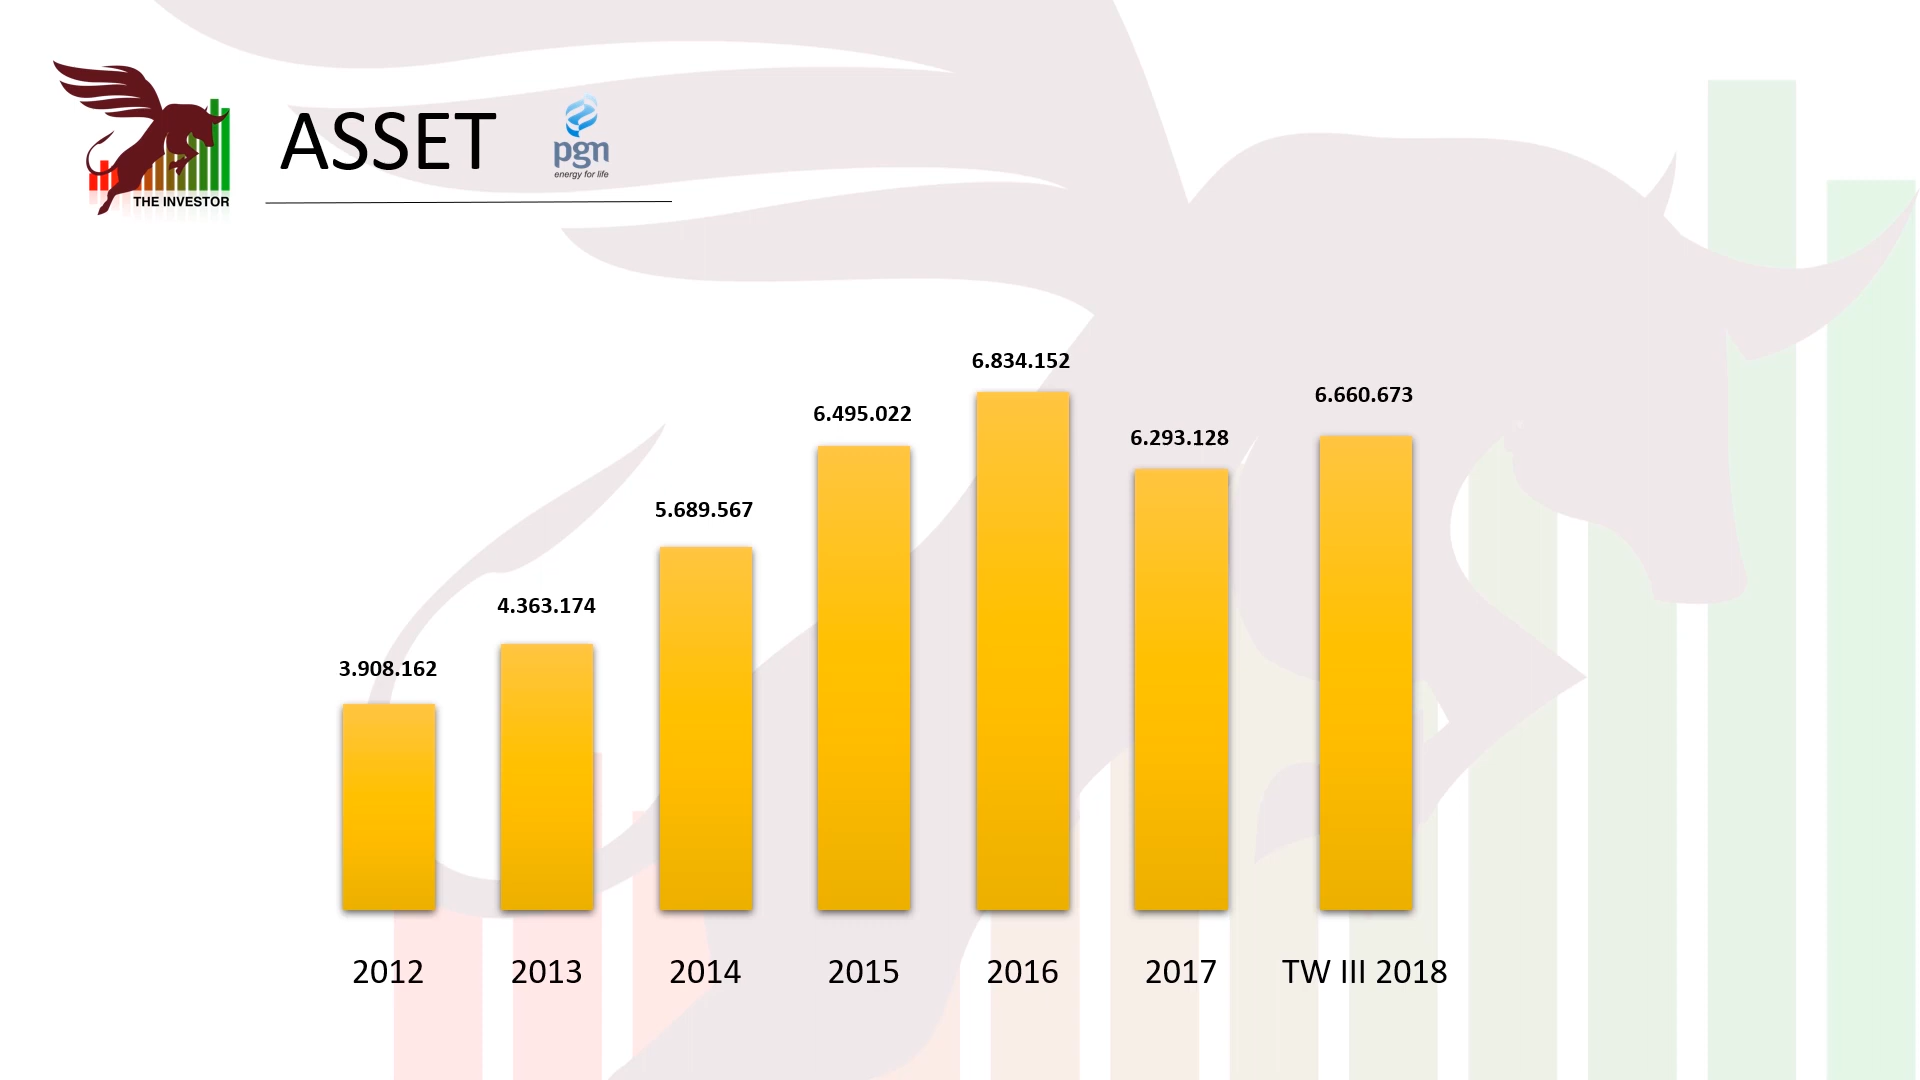 ASSET
pgn
energy for life
THE INVESTOR
6.834.152
6.660.673
6.495.022
6.293.128
5.689.567
4.363.174
3.908.162
2012 2013 2014 2015 2016 2017 TW III 2018